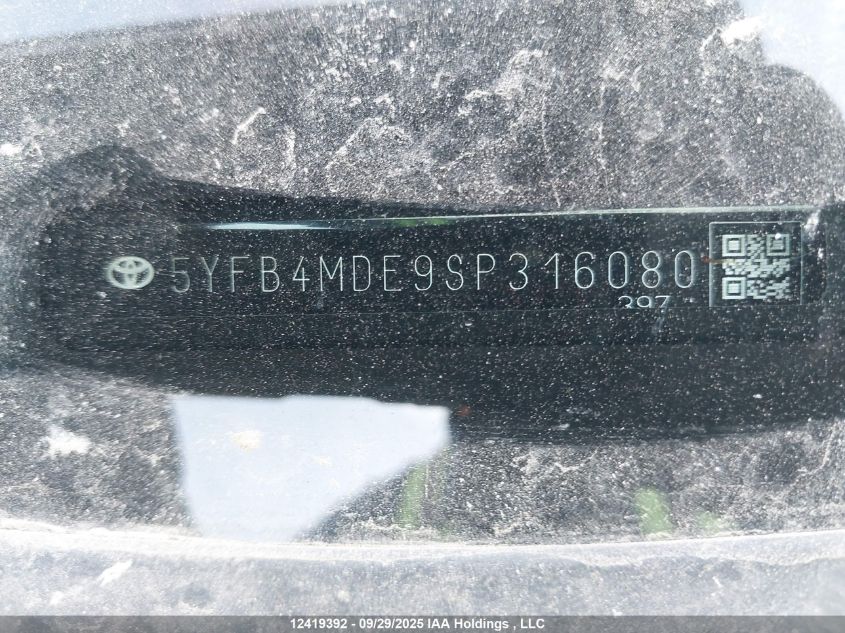 5YFB4MDE9SP316080
397
12419392 - 09/29/2025 IAA Holdings , LLC